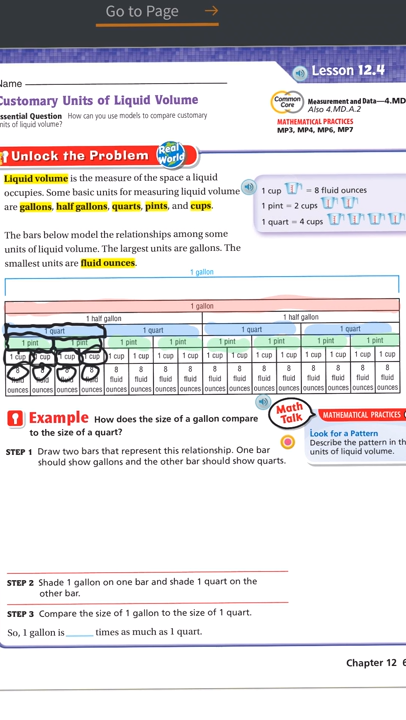 Go to Page →
Lesson 12.4
Name
Customary Units of Liquid Volume
Essential Question How can you use models to compare customary
units of liquid volume?
Common Core
Measurement and Data—4.MD
Also 4.MD.A.2
MATHEMATICAL PRACTICES
MP3, MP4, MP6, MP7
Unlock the Problem Real World
Liquid volume is the measure of the space a liquid
occupies. Some basic units for measuring liquid volume
are gallons, half gallons, quarts, pints, and cups.
1 cup = 8 fluid ounces
1 pint = 2 cups
1 quart = 4 cups
The bars below model the relationships among some
units of liquid volume. The largest units are gallons. The
smallest units are fluid ounces.
1 gallon
1 gallon
1 half gallon 1 half gallon
1 quart 1 quart 1 quart 1 quart
1 pint 1 pint 1 pint 1 pint 1 pint 1 pint 1 pint 1 pint
1 cup 1 cup 1 cup 1 cup 1 cup 1 cup 1 cup 1 cup 1 cup 1 cup 1 cup 1 cup 1 cup 1 cup 1 cup 1 cup
8 8 8 8 8 8 8 8 8 8 8 8 8 8 8 8
fluid fluid fluid fluid fluid fluid fluid fluid fluid fluid fluid fluid fluid fluid fluid fluid
ounces ounces ounces ounces ounces ounces ounces ounces ounces ounces ounces ounces ounces ounces ounces ounces
Example How does the size of a gallon compare
to the size of a quart?
Math Talk
MATHEMATICAL PRACTICES
Look for a Pattern
Describe the pattern in th
units of liquid volume.
STEP 1 Draw two bars that represent this relationship. One bar
should show gallons and the other bar should show quarts.
STEP 2 Shade 1 gallon on one bar and shade 1 quart on the
other bar.
STEP 3 Compare the size of 1 gallon to the size of 1 quart.
So, 1 gallon is _____ times as much as 1 quart.
Chapter 12 6